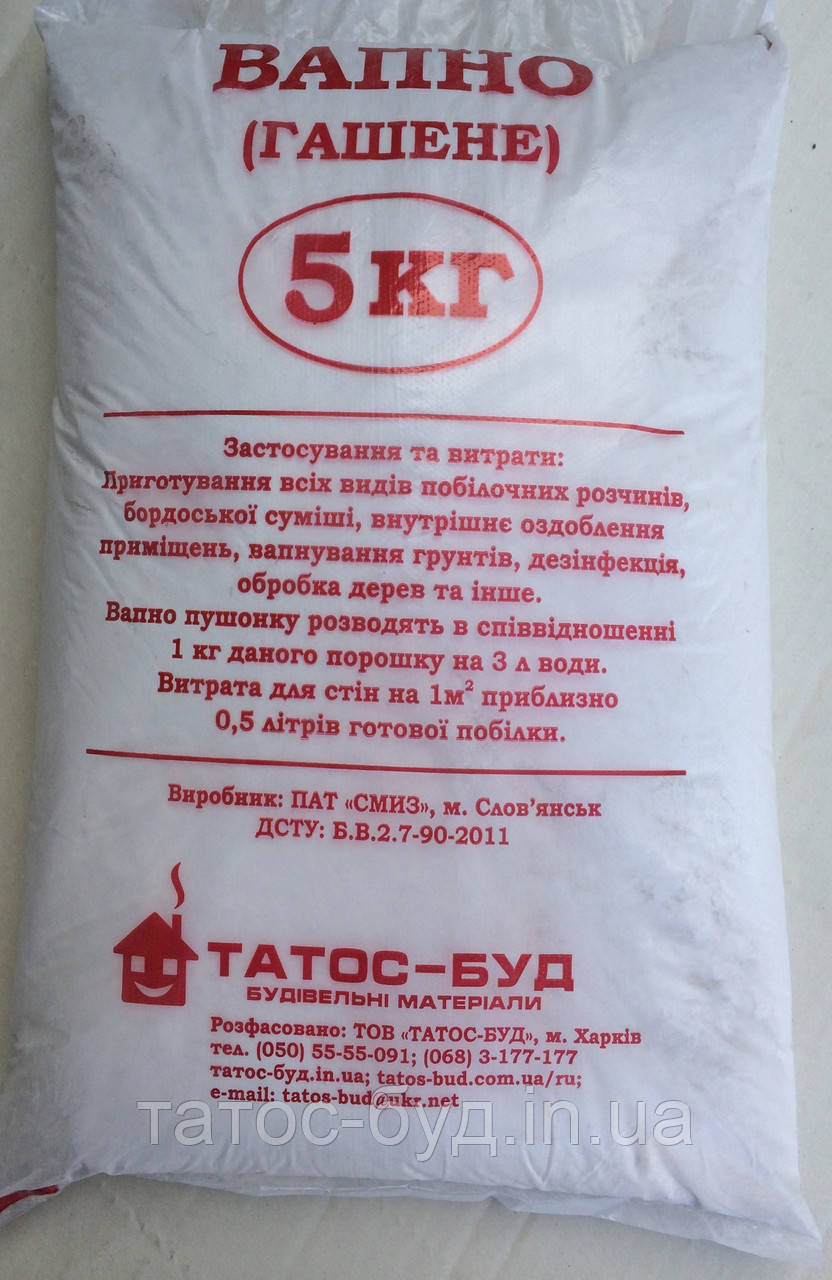 ВАПНО
(ГАШЕНЕ)
5кг
Застосування та витрати:
Приготування всіх видів побілочних розчинів,
бордоської суміші, внутрішнє оздоблення
приміщень, вапнування грунтів, дезінфекція,
обробка дерев та інше.
Вапно пушонку розводять в співвідношенні
1 кг даного порошку на 3 л води.
Витрата для стін на 1м² приблизно
0,5 літрів готової побілки.
Виробник: ПАТ «СМИЗ», м. Слов'янськ
ДСТУ: Б.В.2.7-90-2011
ТАТОС-БУД
БУДІВЕЛЬНІ МАТЕРІАЛИ
Розфасовано: ТОВ «ТАТОС-БУД», м. Харків
тел. (050) 55-55-091; (068) 3-177-177
татос-буд.in.ua; tatos-bud.com.ua/ru;
e-mail: tatos-bud@ukr.net
татос-буд.in.ua